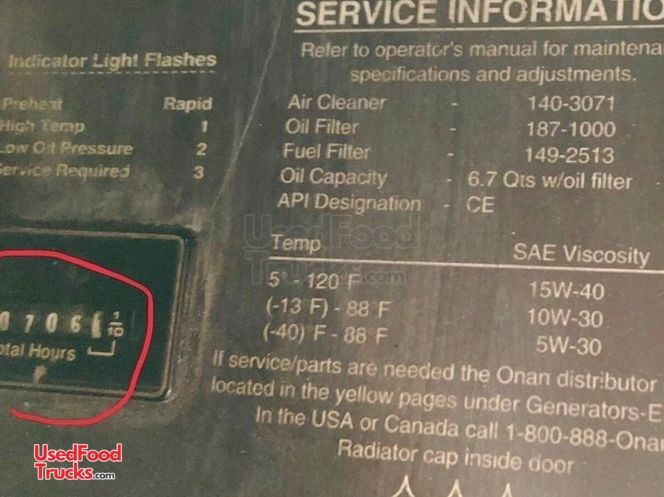 SERVICE INFORMATIO
Refer to operator's manual for maintena
specifications and adjustments.
Indicator Light Flashes
Preheat Rapid
High Temp 1
Low Oil Pressure 2
Service Required 3
Air Cleaner - 140-3071
Oil Filter - 187-1000
Fuel Filter - 149-2513
Oil Capacity - 6.7 Qts w/oil filter
API Designation - CE
UsedFood
Trucks.com
Temp SAE Viscosity
5° - 120 F 15W-40
(-13 F) - 88 F 10W-30
(-40) F - 88 F 5W-30
0706 1/10
otal Hours
If service/parts are needed the Onan distributor
located in the yellow pages under Generators-E
In the USA or Canada call 1-800-888-Onan
Radiator cap inside door
UsedFood
Trucks.com